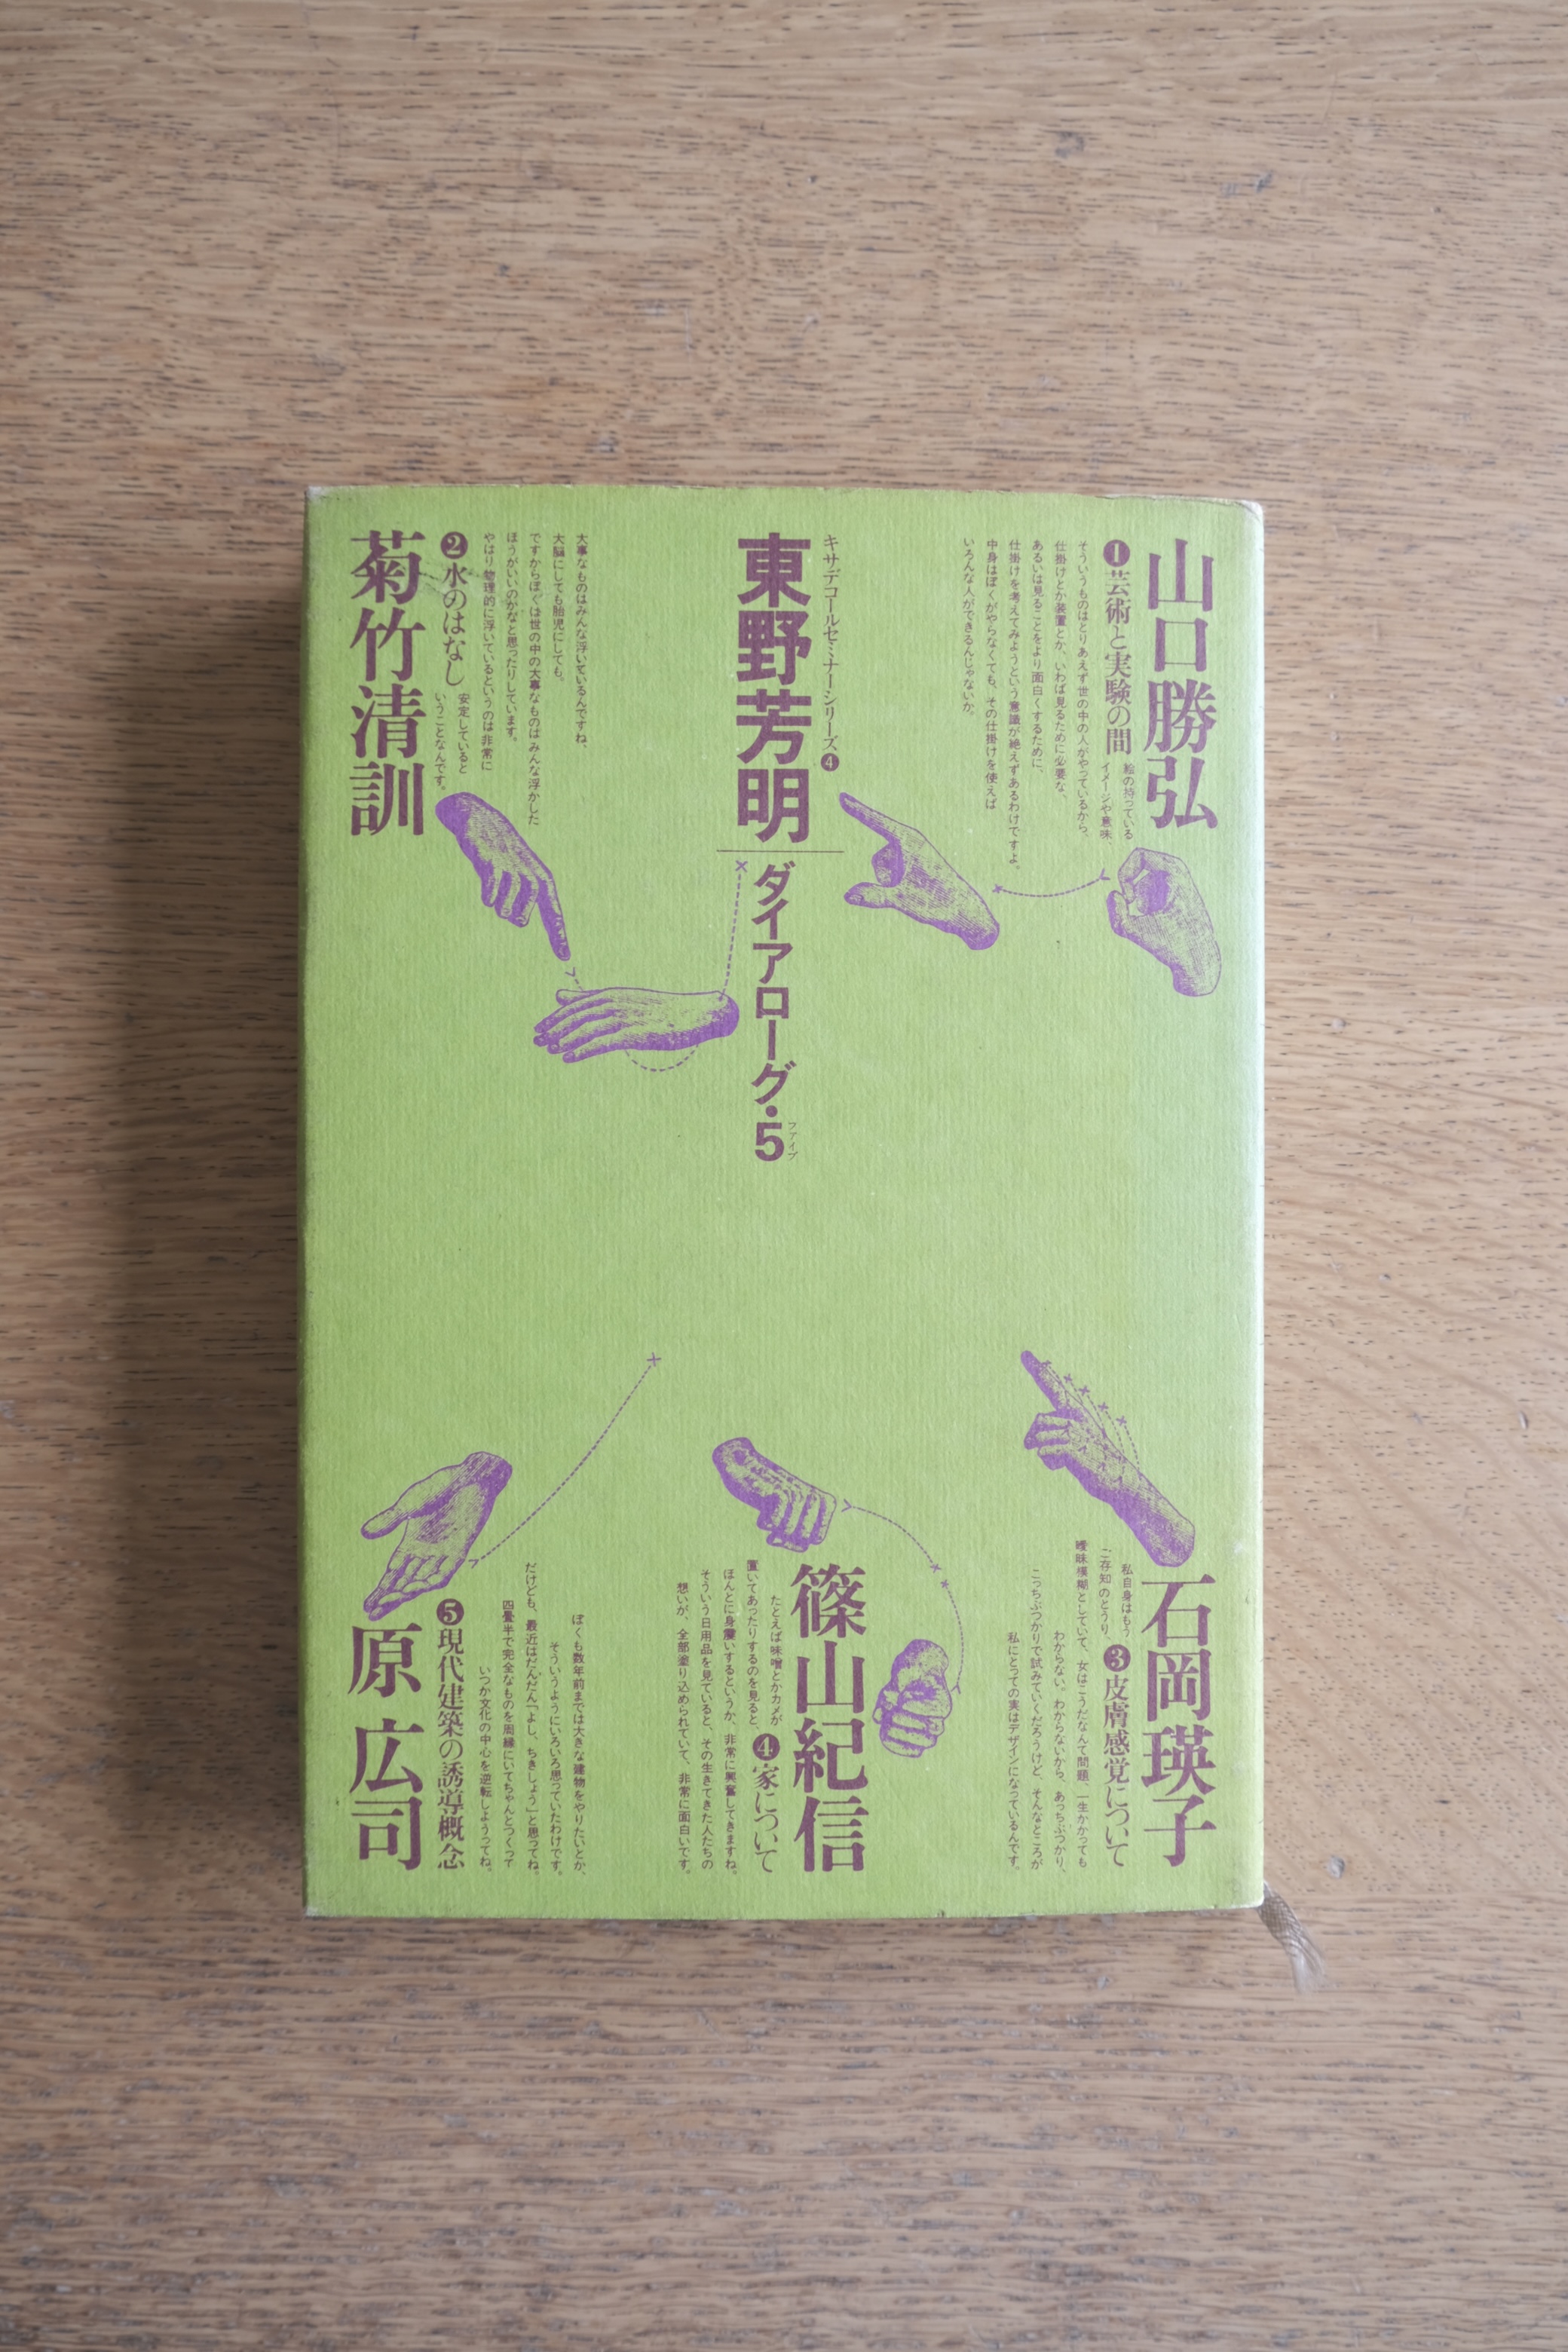 山口勝弘
❶芸術と実験の間
絵の持っている
イメージや意味、
そういうものはとりあえず世の中の人がやっているから、
仕掛けとか装置とか、いわば見るために必要な、
あるいは見ることをより面白くするために、
仕掛けを考えてみようという意識が絶えずあるわけですよ。
中身はぼくがやらなくても、その仕掛けを使えば
いろんな人ができるんじゃないか。
キサデコールセミナーシリーズ❹
東野芳明
ダイアローグ・5
ファイブ
菊竹清訓
❷水のはなし
安定していると
いうことなんです。
やはり物理的に浮いているというのは非常に
ほうがいいのかなと思ったりしています。
ですからぼくは世の中の大事なものはみんな浮かした
大脳にしても胎児にしても。
大事なものはみんな浮いているんですね、
石岡瑛子
❸皮膚感覚について
私自身はもう
ご存知のとうり、
曖昧模糊としていて、女はこうだなんて問題、一生かかっても
わからない、わからないから、あっちぶつかり、
こっちぶつかりで試みていくだろうけど、そんなところが
私にとっての実はデザインになっているんです。
篠山紀信
❹家について
たとえば味噌とかカメが
置いてあったりするのを見ると
ほんとに身震いするというか、非常に興奮してきますね。
そういう日用品を見ていると、その生きてきた人たちの
想いが、全部塗り込められていて、非常に面白いです。
原広司
❺現代建築の誘導概念
ぼくも数年前までは大きな建物をやりたいとか、
そういうようにいろいろ思っていたわけです。
だけども、最近はだんだん「よし、ちきしょう」と思ってね。
四畳半で完全なものを周縁にいてちゃんとつくって
いつか文化の中心を逆転しようってね。